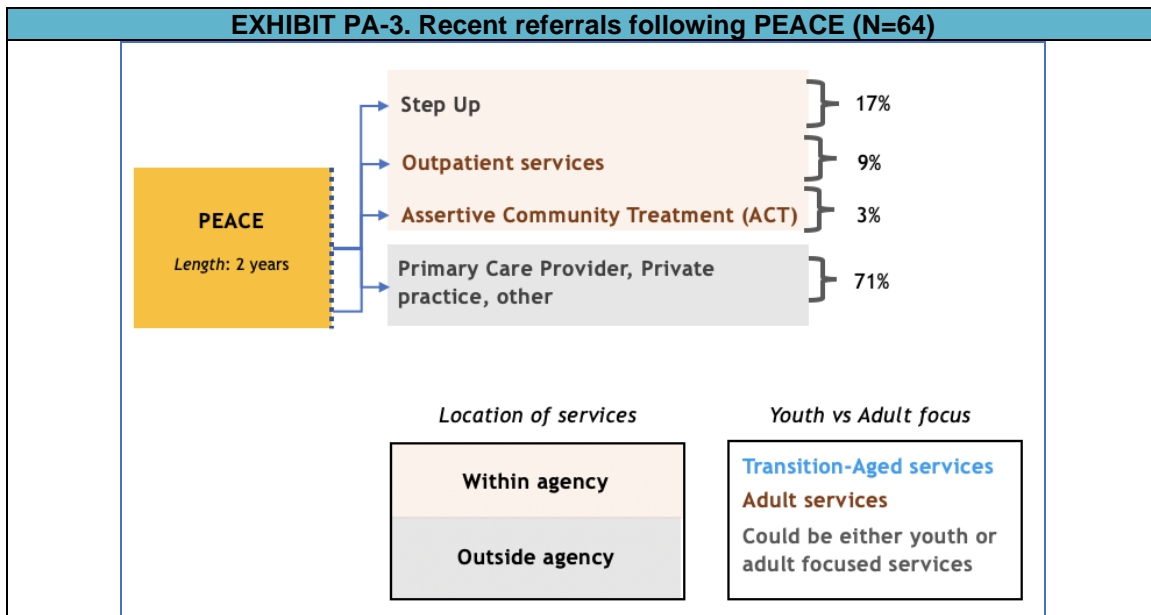 EXHIBIT PA-3. Recent referrals following PEACE (N=64)
Step Up
17%
Outpatient services
9%
PEACE
Length: 2 years
Assertive Community Treatment (ACT)
3%
Primary Care Provider, Private
practice, other
71%
Location of services
Within agency
Outside agency
Youth vs Adult focus
Transition-Aged services
Adult services
Could be either youth or
adult focused services